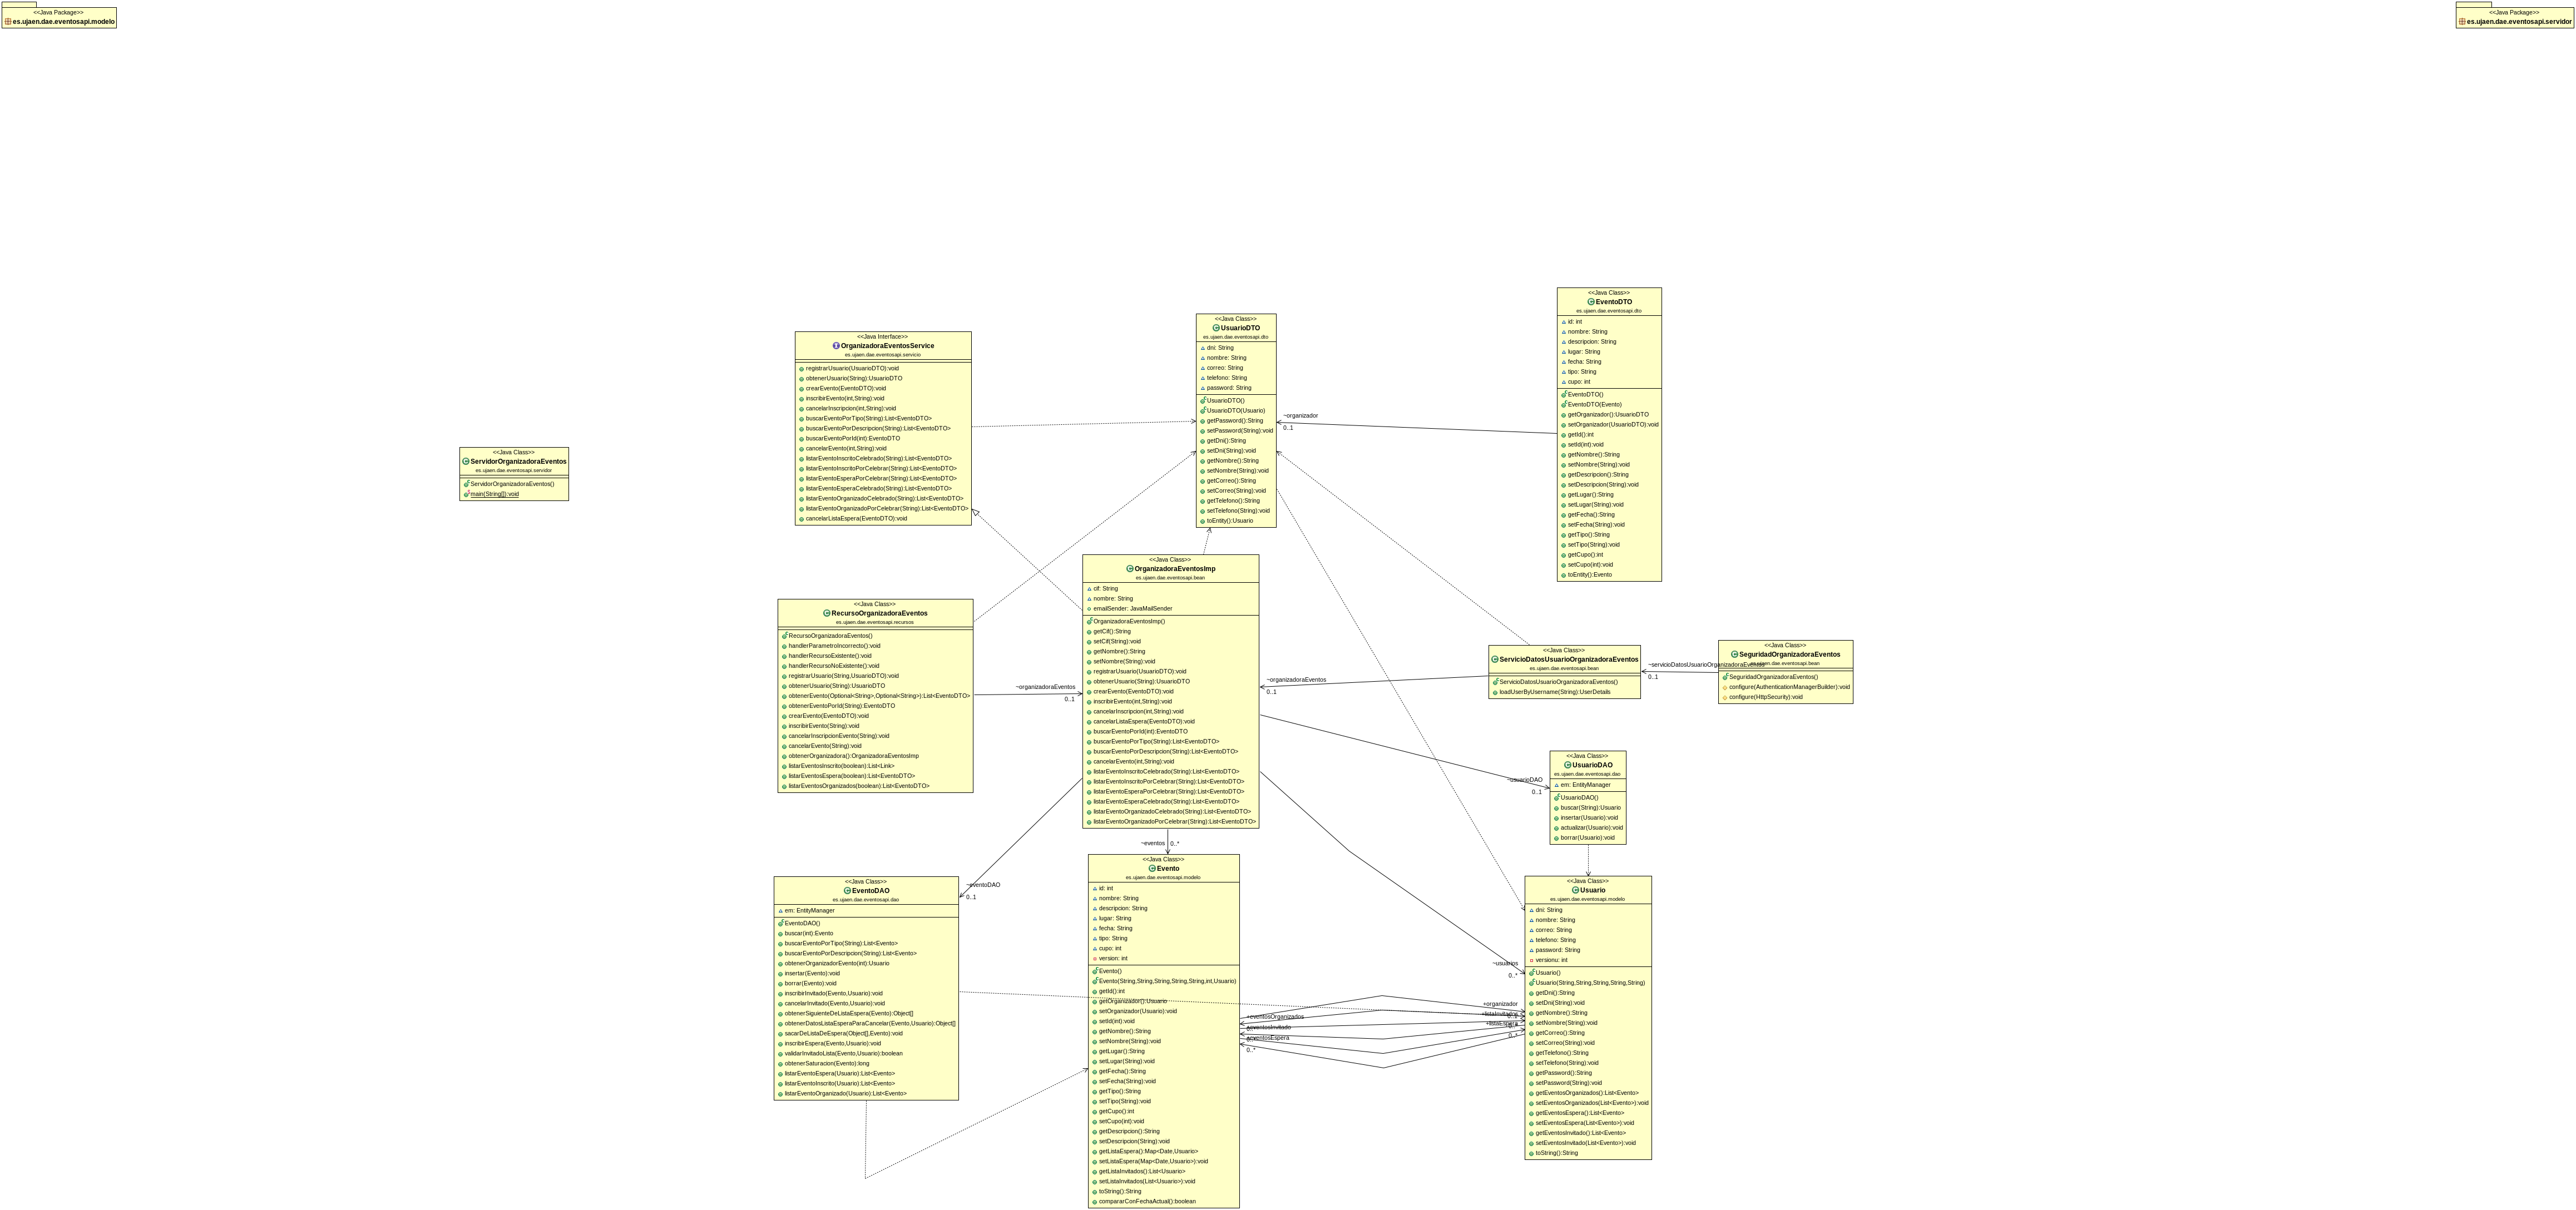 <<Java Package>>
es.ujaen.dae.eventosapi.modelo
<<Java Package>>
es.ujaen.dae.eventosapi.servidor
<<Java Class>>
ServidorOrganizadoraEventos
es.ujaen.dae.eventosapi.servidor
ServidorOrganizadoraEventos()
main(String[]):void
<<Java Interface>>
OrganizadoraEventosService
es.ujaen.dae.eventosapi.servicio
registrarUsuario(UsuarioDTO):void
obtenerUsuario(String):UsuarioDTO
crearEvento(EventoDTO):void
inscribirEvento(int,String):void
cancelarInscripcion(int,String):void
buscarEventoPorTipo(String):List<EventoDTO>
buscarEventoPorDescripcion(String):List<EventoDTO>
buscarEventoPorId(int):EventoDTO
cancelarEvento(int,String):void
listarEventoInscritoCelebrado(String):List<EventoDTO>
listarEventoInscritoPorCelebrar(String):List<EventoDTO>
listarEventoEsperaPorCelebrar(String):List<EventoDTO>
listarEventoEsperaCelebrado(String):List<EventoDTO>
listarEventoOrganizadoCelebrado(String):List<EventoDTO>
listarEventoOrganizadoPorCelebrar(String):List<EventoDTO>
cancelarListaEspera(EventoDTO):void
<<Java Class>>
UsuarioDTO
es.ujaen.dae.eventosapi.dto
dni: String
nombre: String
correo: String
telefono: String
password: String
UsuarioDTO()
UsuarioDTO(Usuario)
getPassword():String
setPassword(String):void
getDni():String
setDni(String):void
getNombre():String
setNombre(String):void
getCorreo():String
setCorreo(String):void
getTelefono():String
setTelefono(String):void
toEntity():Usuario
~organizador
0..1
<<Java Class>>
EventoDTO
es.ujaen.dae.eventosapi.dto
id: int
nombre: String
descripcion: String
lugar: String
fecha: String
tipo: String
cupo: int
EventoDTO()
EventoDTO(Evento)
getOrganizador():UsuarioDTO
setOrganizador(UsuarioDTO):void
getId():int
setId(int):void
getNombre():String
setNombre(String):void
getDescripcion():String
setDescripcion(String):void
getLugar():String
setLugar(String):void
getFecha():String
setFecha(String):void
getTipo():String
setTipo(String):void
getCupo():int
setCupo(int):void
toEntity():Evento
<<Java Class>>
RecursoOrganizadoraEventos
es.ujaen.dae.eventosapi.recursos
RecursoOrganizadoraEventos()
handlerParametroIncorrecto():void
handlerRecursoExistente():void
handlerRecursoNoExistente():void
registrarUsuario(String,UsuarioDTO):void
obtenerUsuario(String):UsuarioDTO
obtenerEvento(Optional<String>,Optional<String>):List<EventoDTO>
obtenerEventoPorId(String):EventoDTO
crearEvento(EventoDTO):void
inscribirEvento(String):void
cancelarInscripcionEvento(String):void
cancelarEvento(String):void
obtenerOrganizadora():OrganizadoraEventosImp
listarEventosInscrito(boolean):List<Link>
listarEventosEspera(boolean):List<EventoDTO>
listarEventosOrganizados(boolean):List<EventoDTO>
~organizadoraEventos
0..1
<<Java Class>>
OrganizadoraEventosImp
es.ujaen.dae.eventosapi.bean
cif: String
nombre: String
emailSender: JavaMailSender
OrganizadoraEventosImp()
getCif():String
setCif(String):void
getNombre():String
setNombre(String):void
registrarUsuario(UsuarioDTO):void
obtenerUsuario(String):UsuarioDTO
crearEvento(EventoDTO):void
inscribirEvento(int,String):void
cancelarInscripcion(int,String):void
cancelarListaEspera(EventoDTO):void
buscarEventoPorId(int):EventoDTO
buscarEventoPorTipo(String):List<EventoDTO>
buscarEventoPorDescripcion(String):List<EventoDTO>
cancelarEvento(int,String):void
listarEventoInscritoCelebrado(String):List<EventoDTO>
listarEventoInscritoPorCelebrar(String):List<EventoDTO>
listarEventoEsperaPorCelebrar(String):List<EventoDTO>
listarEventoEsperaCelebrado(String):List<EventoDTO>
listarEventoOrganizadoCelebrado(String):List<EventoDTO>
listarEventoOrganizadoPorCelebrar(String):List<EventoDTO>
~organizadoraEventos
0..1
<<Java Class>>
ServicioDatosUsuarioOrganizadoraEventos
es.ujaen.dae.eventosapi.bean
ServicioDatosUsuarioOrganizadoraEventos()
loadUserByUsername(String):UserDetails
~servicioDatosUsuarioOrganizadoraEventos
0..1
<<Java Class>>
SeguridadOrganizadoraEventos
es.ujaen.dae.eventosapi.bean
SeguridadOrganizadoraEventos()
configure(AuthenticationManagerBuilder):void
configure(HttpSecurity):void
~usuarioDAO
0..1
<<Java Class>>
UsuarioDAO
es.ujaen.dae.eventosapi.dao
em: EntityManager
UsuarioDAO()
buscar(String):Usuario
insertar(Usuario):void
actualizar(Usuario):void
borrar(Usuario):void
~eventos
0..*
~eventoDAO
0..1
<<Java Class>>
EventoDAO
es.ujaen.dae.eventosapi.dao
em: EntityManager
EventoDAO()
buscar(int):Evento
buscarEventoPorTipo(String):List<Evento>
buscarEventoPorDescripcion(String):List<Evento>
obtenerOrganizadorEvento(int):Usuario
insertar(Evento):void
borrar(Evento):void
inscribirInvitado(Evento,Usuario):void
cancelarInvitado(Evento,Usuario):void
obtenerSiguienteDeListaEspera(Evento):Object[]
obtenerDatosListaEsperaParaCancelar(Evento,Usuario):Object[]
sacarDeListaDeEspera(Object[],Evento):void
inscribirEspera(Evento,Usuario):void
validarInvitadoLista(Evento,Usuario):boolean
obtenerSaturacion(Evento):long
listarEventoEspera(Usuario):List<Evento>
listarEventoInscrito(Usuario):List<Evento>
listarEventoOrganizado(Usuario):List<Evento>
<<Java Class>>
Evento
es.ujaen.dae.eventosapi.modelo
id: int
nombre: String
descripcion: String
lugar: String
fecha: String
tipo: String
cupo: int
version: int
Evento()
Evento(String,String,String,String,String,int,Usuario)
getId():int
getOrganizador():Usuario
setOrganizador(Usuario):void
setId(int):void
getNombre():String
setNombre(String):void
getLugar():String
setLugar(String):void
getFecha():String
setFecha(String):void
getTipo():String
setTipo(String):void
getCupo():int
setCupo(int):void
getDescripcion():String
setDescripcion(String):void
getListaEspera():Map<Date,Usuario>
setListaEspera(Map<Date,Usuario>):void
getListaInvitados():List<Usuario>
setListaInvitados(List<Usuario>):void
toString():String
compararConFechaActual():boolean
~usuarios
0..*
+organizador
+listaInvitados
+listaEspera
0..*
+eventosOrganizados
+eventosInvitado
+eventosEspera
0..*
<<Java Class>>
Usuario
es.ujaen.dae.eventosapi.modelo
dni: String
nombre: String
correo: String
telefono: String
password: String
versionu: int
Usuario()
Usuario(String,String,String,String,String)
getDni():String
setDni(String):void
getNombre():String
setNombre(String):void
getCorreo():String
setCorreo(String):void
getTelefono():String
setTelefono(String):void
getPassword():String
setPassword(String):void
getEventosOrganizados():List<Evento>
setEventosOrganizados(List<Evento>):void
getEventosEspera():List<Evento>
setEventosEspera(List<Evento>):void
getEventosInvitado():List<Evento>
setEventosInvitado(List<Evento>):void
toString():String